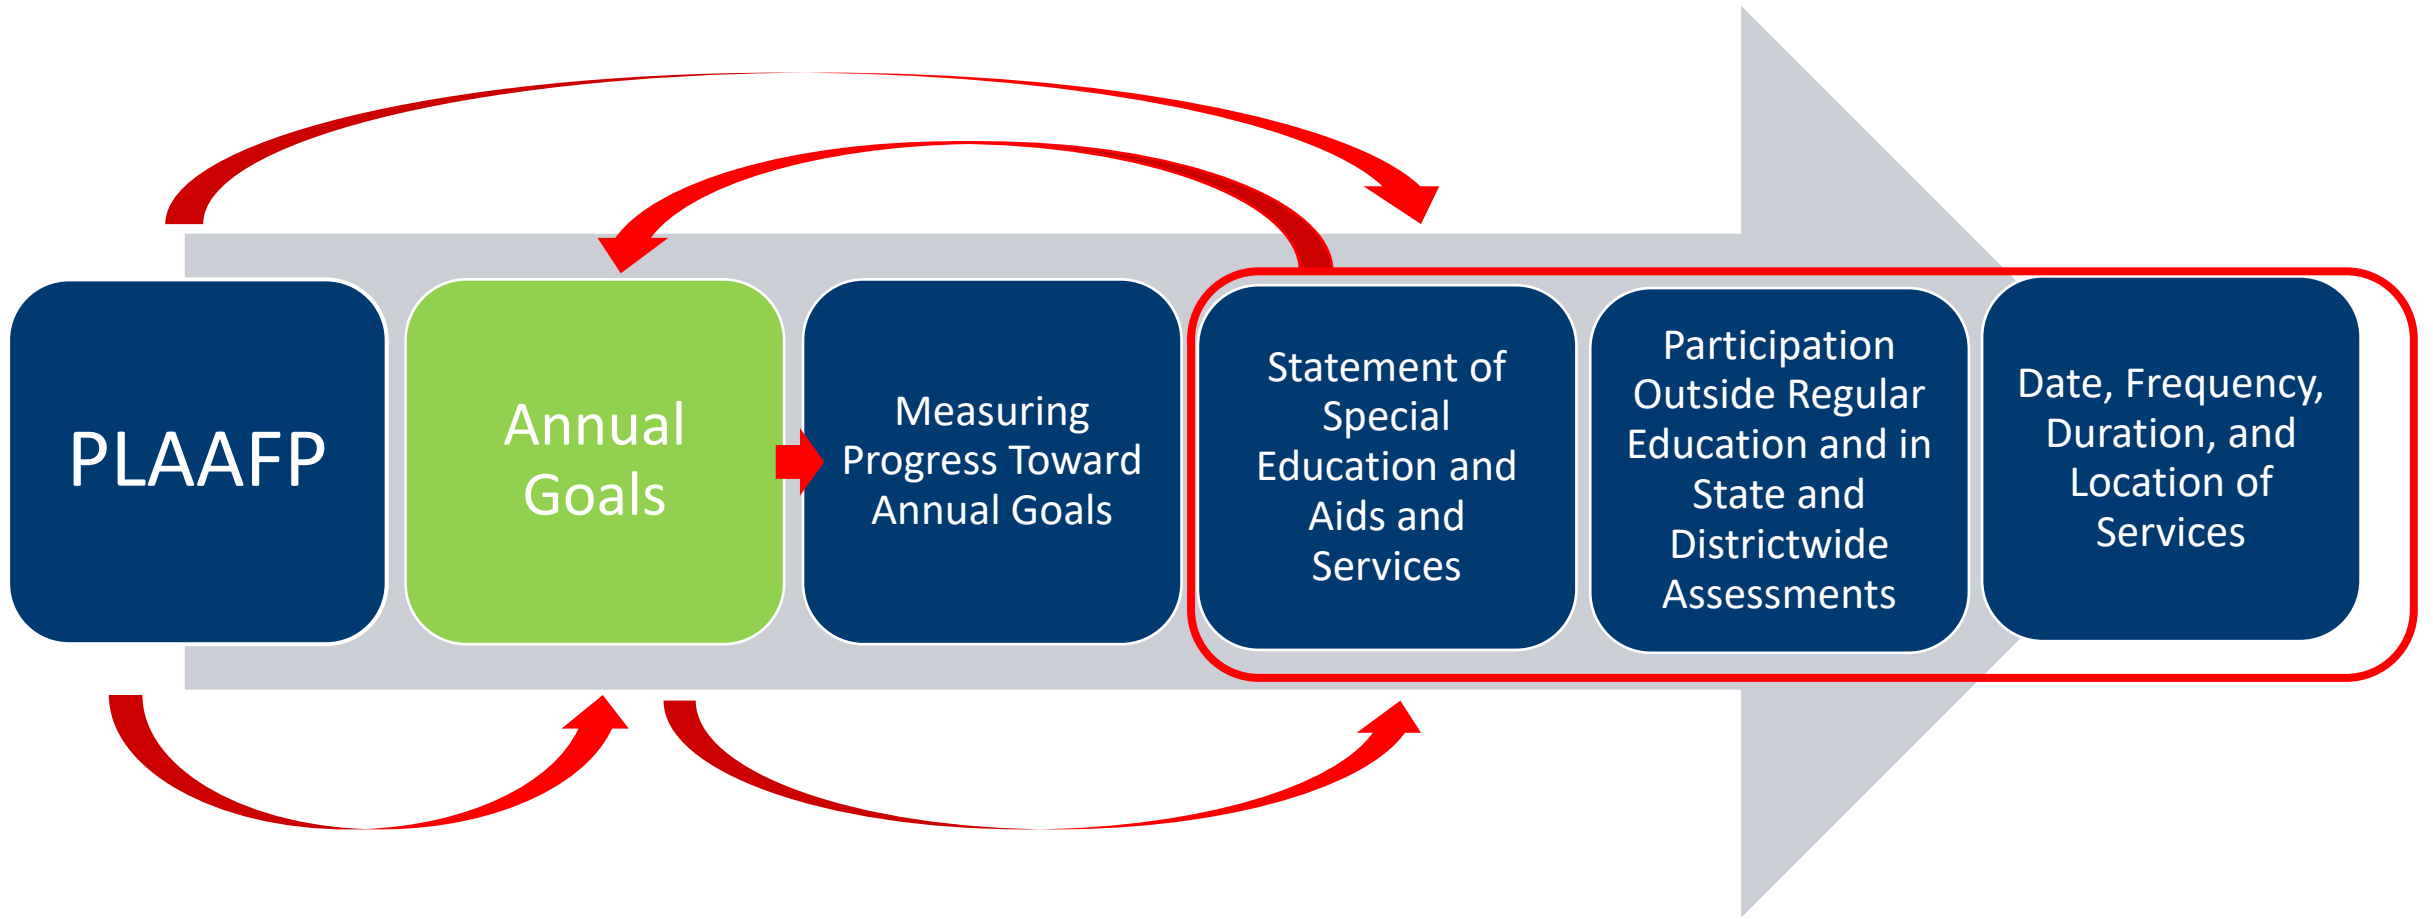 PLAAFP
Annual
Goals
Measuring
Progress Toward
Annual Goals
Statement of
Special
Education and
Aids and
Services
Participation
Outside Regular
Education and in
State and
Districtwide
Assessments
Date, Frequency,
Duration, and
Location of
Services